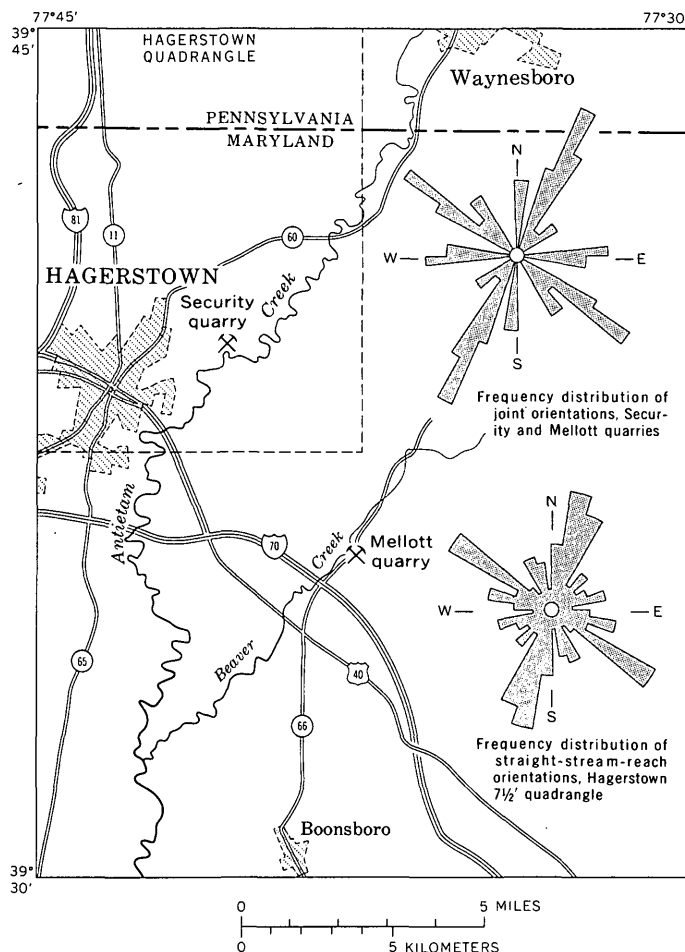 77°45'
77°30'
39°
45'
HAGERSTOWN
QUADRANGLE
Waynesboro
PENNSYLVANIA
MARYLAND
N
81
11
60
W
E
HAGERSTOWN
Security
quarry
Creek
S
Frequency distribution of
joint orientations, Secur-
ity and Mellott quarries
Antietam
N
70
Creek
Mellott
quarry
W
E
Beaver
65
40
S
66
Frequency distribution of
straight-stream-reach
orientations, Hagerstown
7½' quadrangle
Boonsboro
39°
30'
0 5 MILES
0 5 KILOMETERS